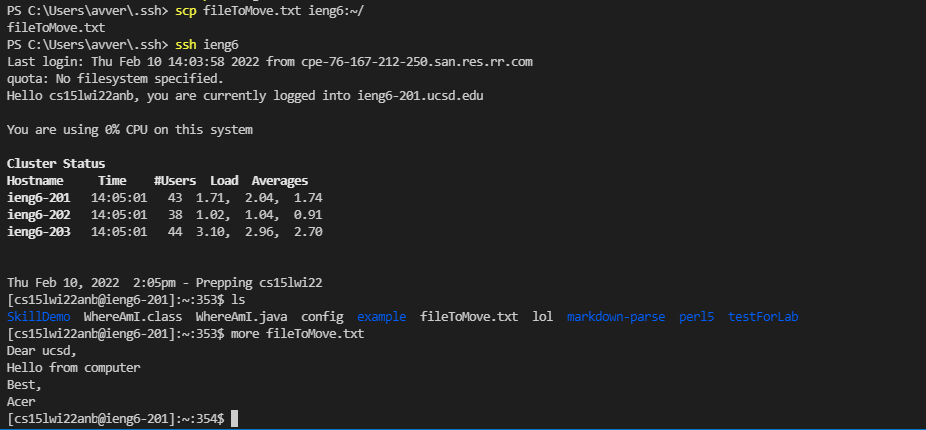 PS C:\Users\avver\.ssh> scp fileToMove.txt ieng6:~/
fileToMove.txt
PS C:\Users\avver\.ssh> ssh ieng6
Last login: Thu Feb 10 14:03:58 2022 from cpe-76-167-212-250.san.res.rr.com
quota: No filesystem specified.
Hello cs15lwi22anb, you are currently logged into ieng6-201.ucsd.edu
You are using 0% CPU on this system
Cluster Status
Hostname Time #Users Load Averages
ieng6-201 14:05:01 43 1.71, 2.04, 1.74
ieng6-202 14:05:01 38 1.02, 1.04, 0.91
ieng6-203 14:05:01 44 3.10, 2.96, 2.70
Thu Feb 10, 2022 2:05pm - Prepping cs15lwi22
[cs15lwi22anb@ieng6-201]:~:353$ ls
SkillDemo WhereAmI.class WhereAmI.java config example fileToMove.txt lol markdown-parse perl5 testForLab
[cs15lwi22anb@ieng6-201]:~:353$ more fileToMove.txt
Dear ucsd,
Hello from computer
Best,
Acer
[cs15lwi22anb@ieng6-201]:~:354$